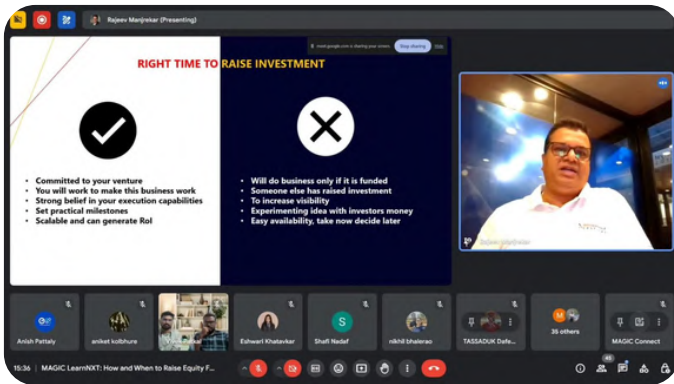 Rajeev Manjrekar (Presenting)
meet.google.com is sharing your screen.
Stop sharing
Hide
RIGHT TIME TO RAISE INVESTMENT
• Committed to your venture
• You will work to make this business work
• Strong belief in your execution capabilities
• Set practical milestones
• Scalable and can generate RoI
• Will do business only if it is funded
• Someone else has raised investment
• To increase visibility
• Experimenting idea with investors money
• Easy availability, take now decide later
Rajeev Manjrekar
Anish Pattaly
aniket kolbhure
Eshwari Khatavkar
S
Shafi Nadaf
nikhil bhalerao
TASSADUK Dafe...
M
36 others
MAGIC Connect
15:36 | MAGIC LearnNXT: How and When to Raise Equity F...
45